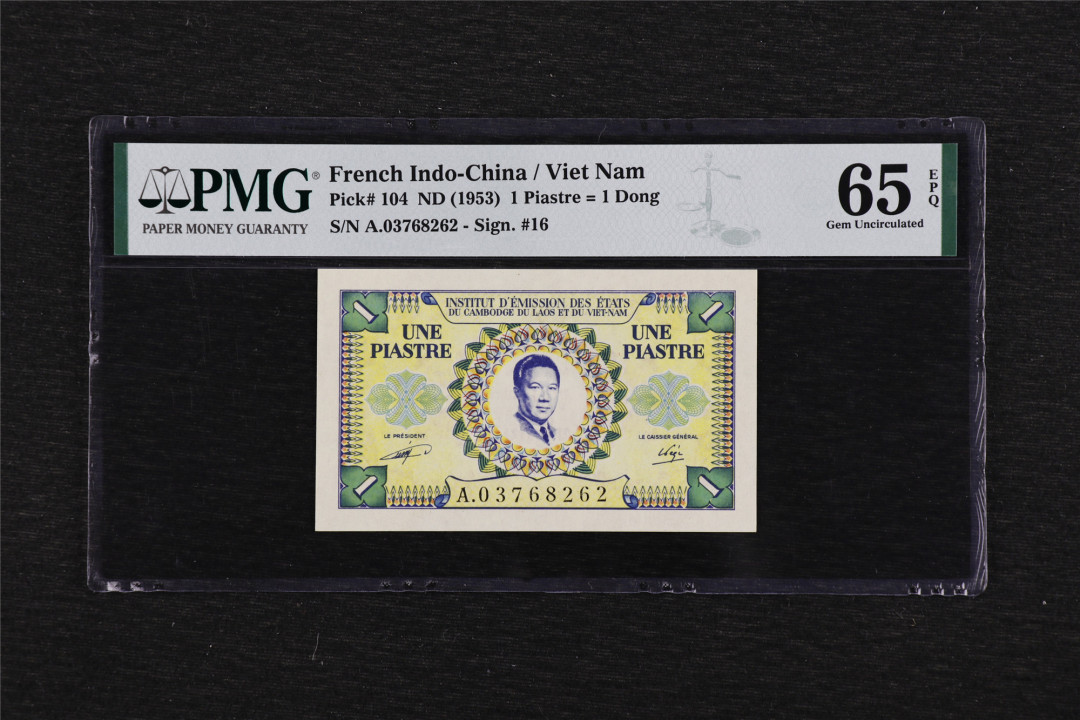 PMG®
PAPER MONEY GUARANTY
French Indo-China / Viet Nam
Pick# 104 ND (1953) 1 Piastre = 1 Dong
S/N A.03768262 - Sign. #16
65
EPQ
Gem Uncirculated
1
INSTITUT D'ÉMISSION DES ÉTATS
DU CAMBODGE DU LAOS ET DU VIET-NAM
1
UNE
PIASTRE
UNE
PIASTRE
LE PRÉSIDENT
LE CAISSIER GÉNÉRAL
1
A.03768262
1